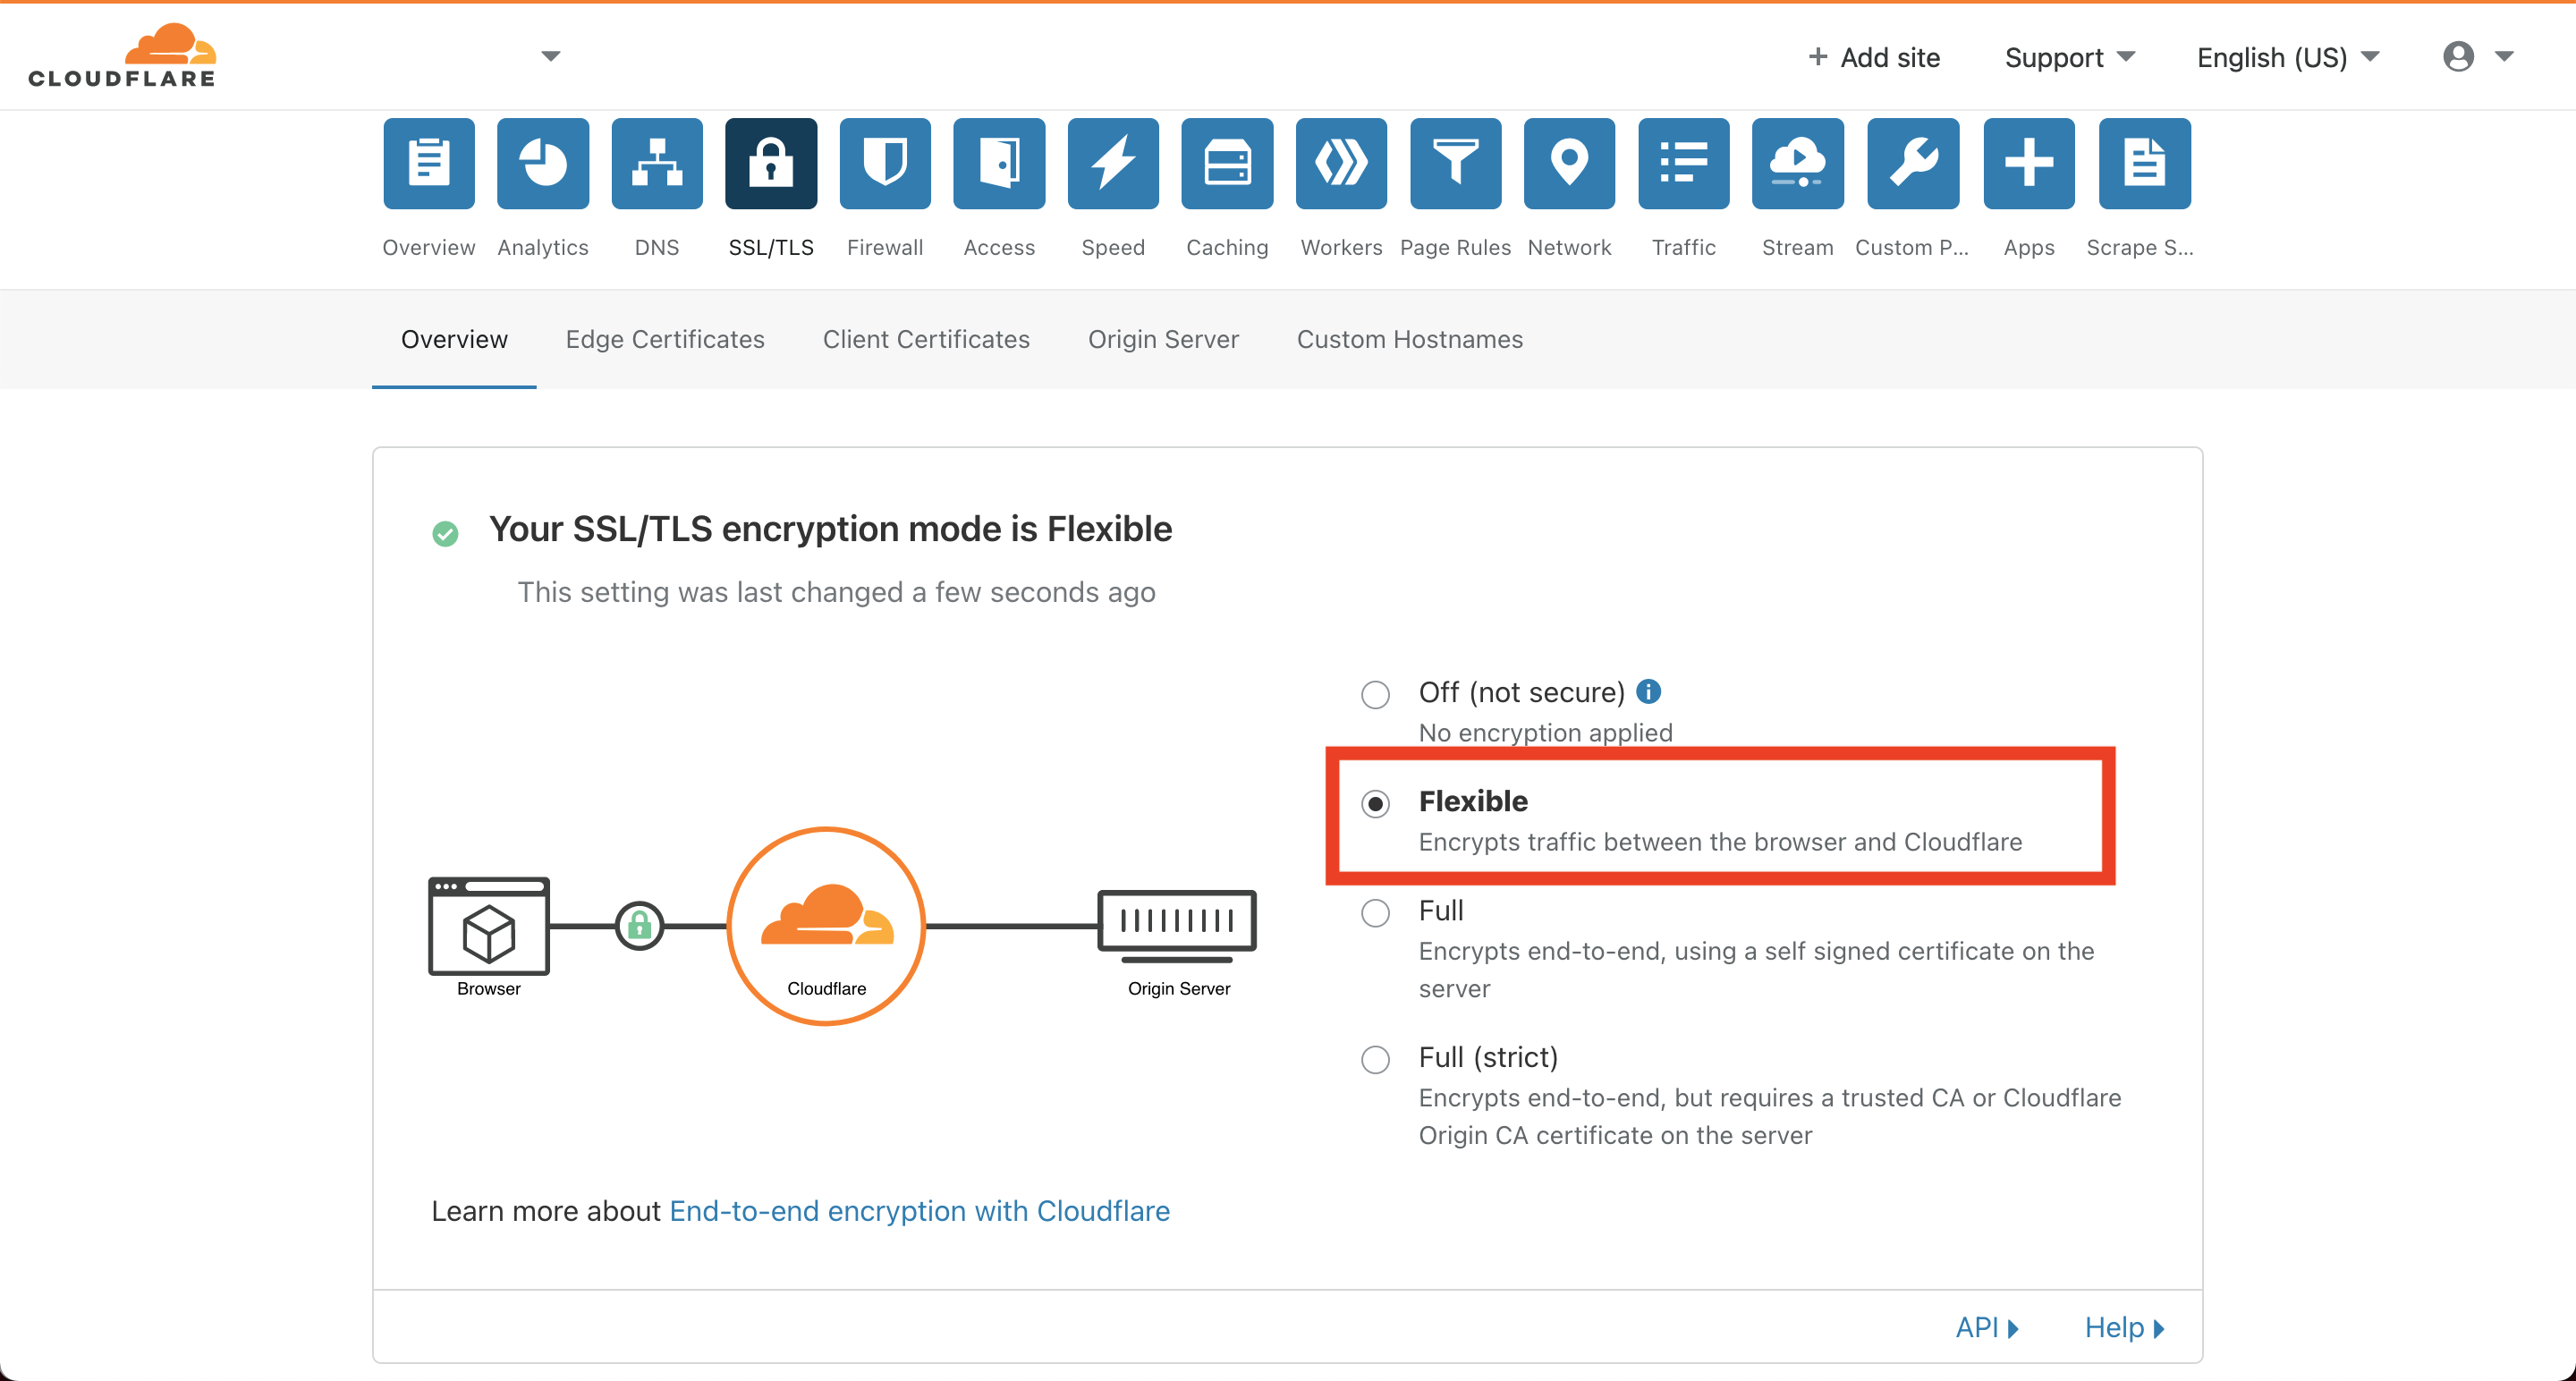 CLOUDFLARE
+ Add site Support English (US)
Overview Analytics DNS SSL/TLS Firewall Access Speed Caching Workers Page Rules Network Traffic Stream Custom P... Apps Scrape S...
Overview Edge Certificates Client Certificates Origin Server Custom Hostnames
Your SSL/TLS encryption mode is Flexible
This setting was last changed a few seconds ago
Off (not secure)
No encryption applied
Flexible
Encrypts traffic between the browser and Cloudflare
Full
Encrypts end-to-end, using a self signed certificate on the
server
Full (strict)
Encrypts end-to-end, but requires a trusted CA or Cloudflare
Origin CA certificate on the server
Browser Cloudflare Origin Server
Learn more about End-to-end encryption with Cloudflare
API Help